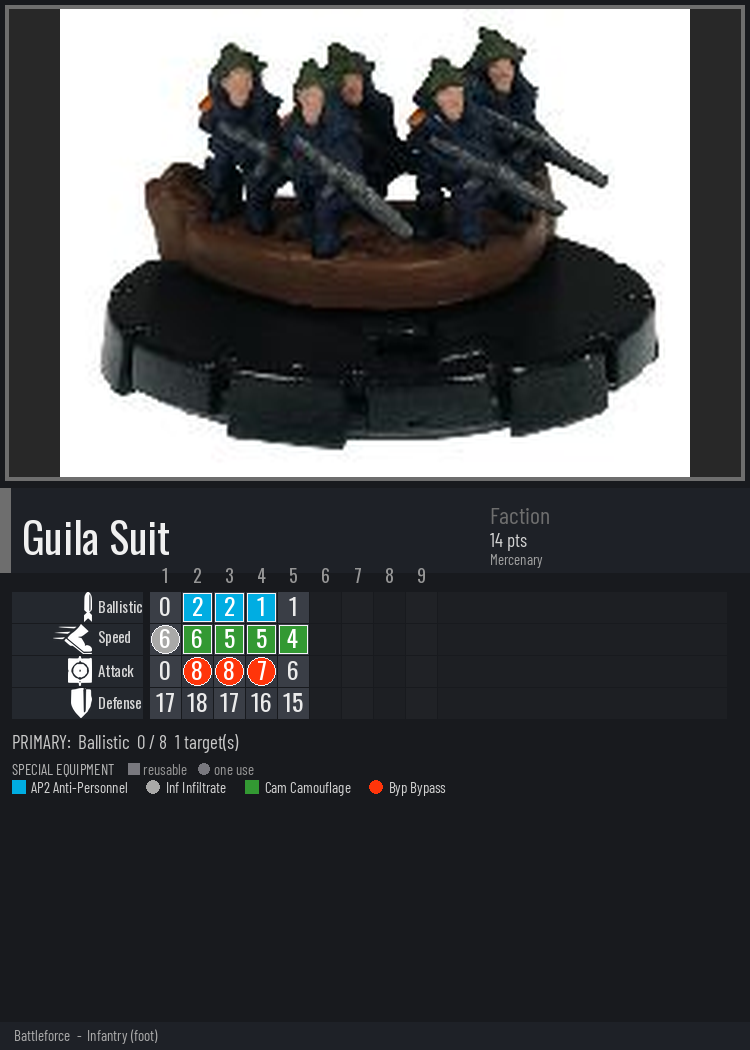 Guila Suit
Faction
14 pts
Mercenary
1 2 3 4 5 6 7 8 9
Ballistic 0 2 2 1 1
Speed 6 6 5 5 4
Attack 0 8 8 7 6
Defense 17 18 17 16 15
PRIMARY: Ballistic 0 / 8 1 target(s)
SPECIAL EQUIPMENT reusable one use
AP2 Anti-Personnel Inf Infiltrate Cam Camouflage Byp Bypass
Battleforce - Infantry (foot)